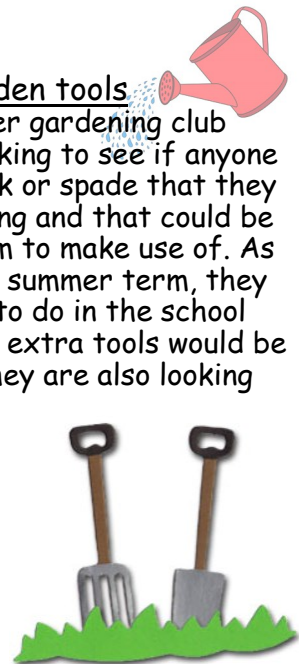 den tools
er gardening club
king to see if anyone
k or spade that they
ng and that could be
m to make use of. As
summer term, they
to do in the school
extra tools would be
hey are also looking